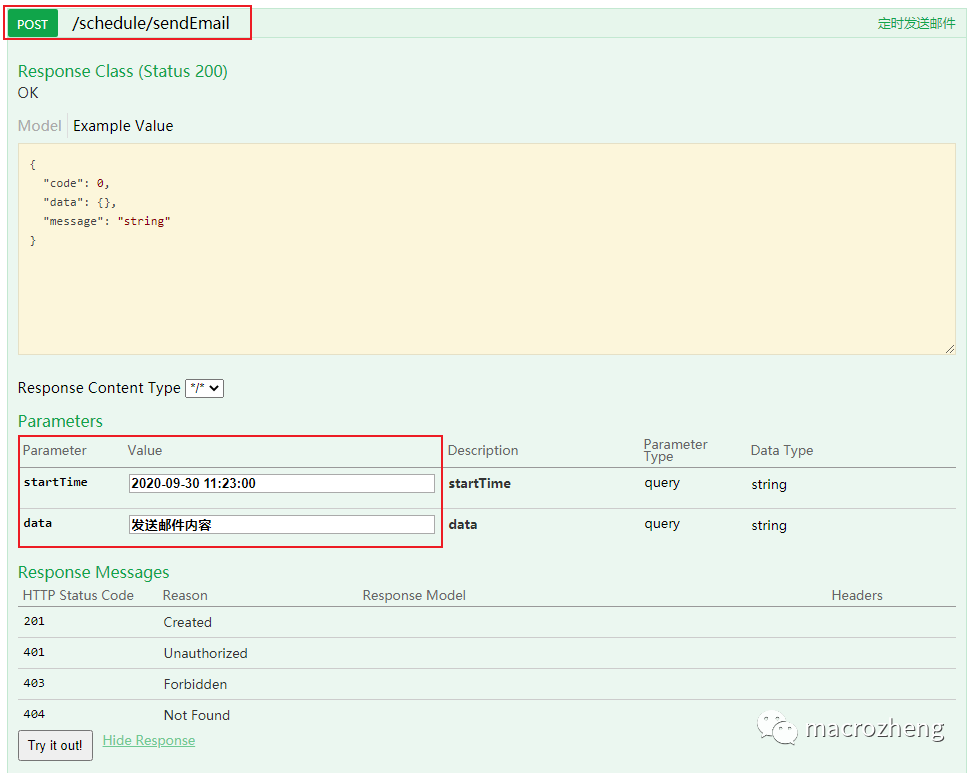 POST /schedule/sendEmail 定时发送邮件
Response Class (Status 200)
OK
Model Example Value
{
"code": 0,
"data": {},
"message": "string"
}
Response Content Type */*
Parameters
Parameter Value Description Parameter Type Data Type
startTime 2020-09-30 11:23:00 startTime query string
data 发送邮件内容 data query string
Response Messages
HTTP Status Code Reason Response Model Headers
201 Created
401 Unauthorized
403 Forbidden
404 Not Found
macrozheng
Try it out! Hide Response